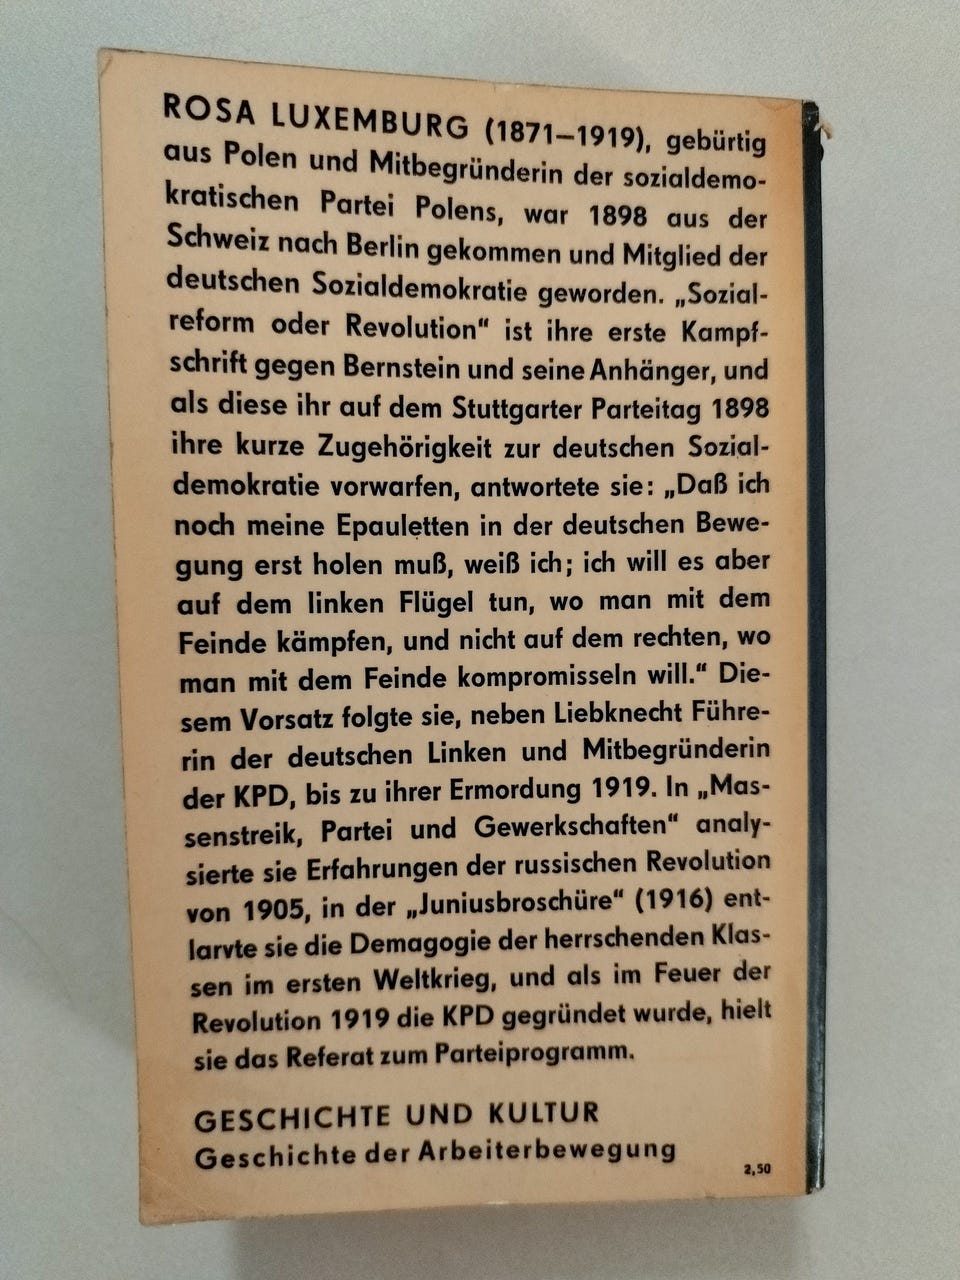 ROSA LUXEMBURG (1871–1919), gebürtig
aus Polen und Mitbegründerin der sozialdemo-
kratischen Partei Polens, war 1898 aus der
Schweiz nach Berlin gekommen und Mitglied der
deutschen Sozialdemokratie geworden. „Sozial-
reform oder Revolution“ ist ihre erste Kampf-
schrift gegen Bernstein und seine Anhänger, und
als diese ihr auf dem Stuttgarter Parteitag 1898
ihre kurze Zugehörigkeit zur deutschen Sozial-
demokratie vorwarfen, antwortete sie: „Daß ich
noch meine Epauletten in der deutschen Bewe-
gung erst holen muß, weiß ich; ich will es aber
auf dem linken Flügel tun, wo man mit dem
Feinde kämpfen, und nicht auf dem rechten, wo
man mit dem Feinde kompromisseln will.“ Die-
sem Vorsatz folgte sie, neben Liebknecht Führe-
rin der deutschen Linken und Mitbegründerin
der KPD, bis zu ihrer Ermordung 1919. In „Mas-
senstreik, Partei und Gewerkschaften“ analy-
sierte sie Erfahrungen der russischen Revolution
von 1905, in der „Juniusbroschüre“ (1916) ent-
larvte sie die Demagogie der herrschenden Klas-
sen im ersten Weltkrieg, und als im Feuer der
Revolution 1919 die KPD gegründet wurde, hielt
sie das Referat zum Parteiprogramm.
GESCHICHTE UND KULTUR
Geschichte der Arbeiterbewegung
2,50